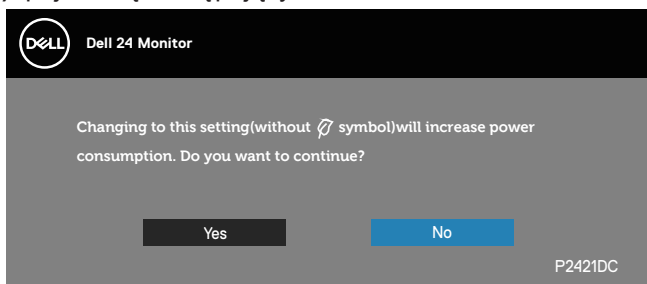 DELL Dell 24 Monitor
Changing to this setting(without symbol)will increase power
consumption. Do you want to continue?
Yes No
P2421DC